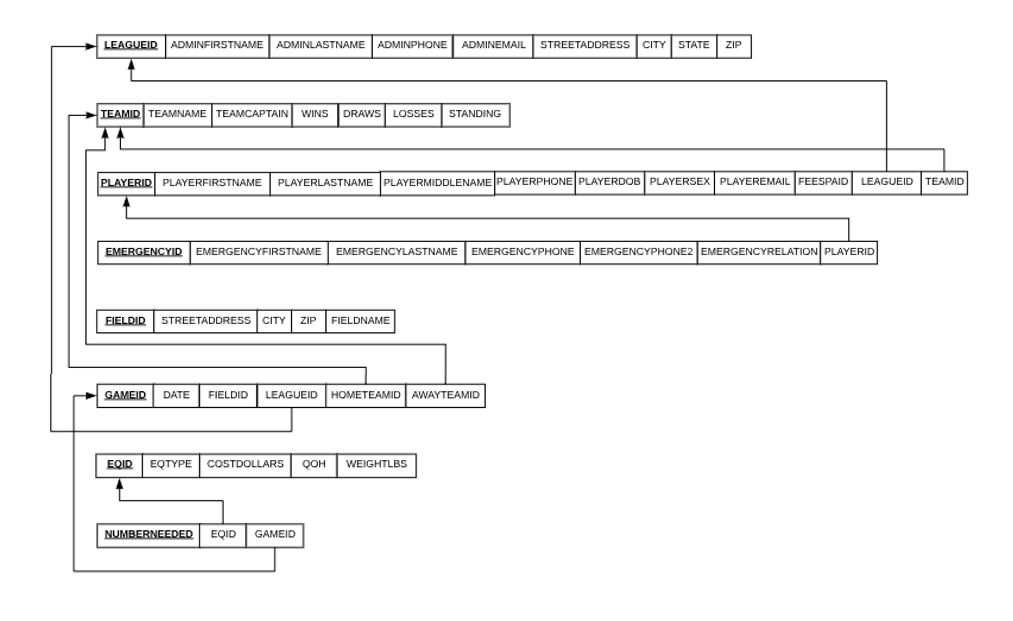 LEAGUEID ADMINFIRSTNAME ADMINLASTNAME ADMINPHONE ADMINEMAIL STREETADDRESS CITY STATE ZIP
TEAMID TEAMNAME TEAMCAPTAIN WINS DRAWS LOSSES STANDING
PLAYERID PLAYERFIRSTNAME PLAYERLASTNAME PLAYERMIDDLENAME PLAYERPHONE PLAYERDOB PLAYERSEX PLAYEREMAIL FEESPAID LEAGUEID TEAMID
EMERGENCYID EMERGENCYFIRSTNAME EMERGENCYLASTNAME EMERGENCYPHONE EMERGENCYPHONE2 EMERGENCYRELATION PLAYERID
FIELDID STREETADDRESS CITY ZIP FIELDNAME
GAMEID DATE FIELDID LEAGUEID HOMETEAMID AWAYTEAMID
EQID EQTYPE COSTDOLLARS QOH WEIGHTLBS
NUMBERNEEDED EQID GAMEID